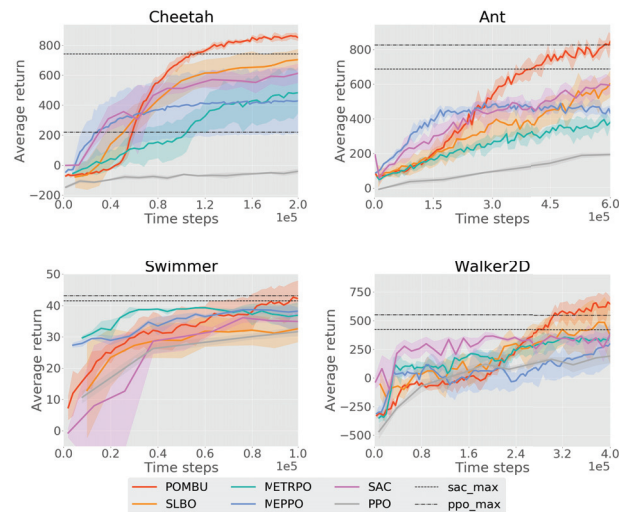 Cheetah
Average return
800
600
400
200
0
−200
0.0 0.4 0.8 1.2 1.6 2.0
Time steps 1e5
Ant
Average return
800
600
400
200
0
0.0 1.5 3.0 4.5 6.0
Time steps 1e5
Swimmer
Average return
50
40
30
20
10
0
0.0 0.2 0.4 0.6 0.8 1.0
Time steps 1e5
Walker2D
Average return
750
500
250
0
−250
−500
0.0 0.8 1.6 2.4 3.2 4.0
Time steps 1e5
POMBU METRPO SAC sac_max
SLBO MEPPO PPO ppo_max